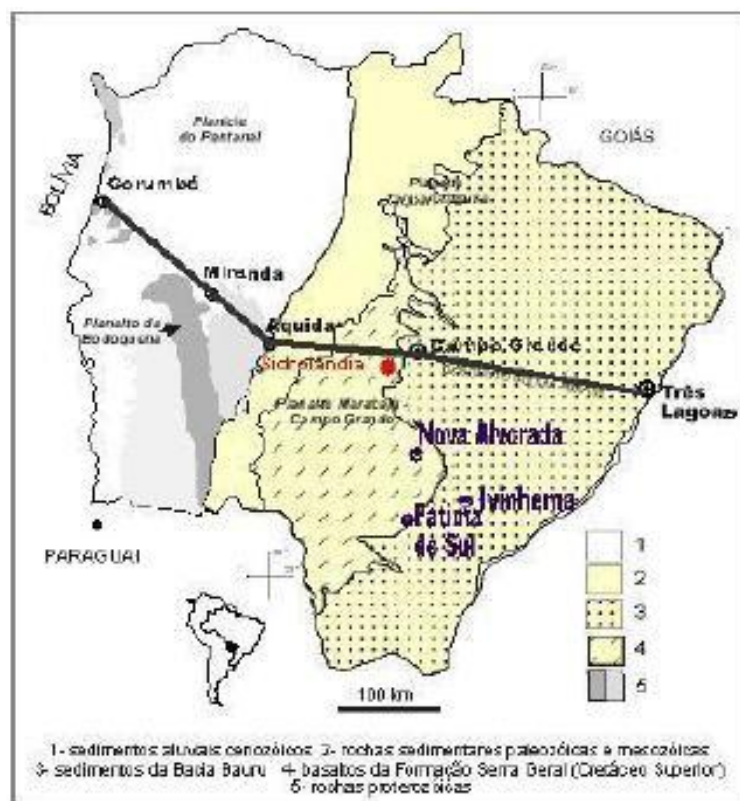 Planície
do Pantanal
GOIÁS
BOLÍVIA
Corumbá
Planalto
Miranda
Planalto da
Bodoquena
Aquida-
Campo Grande
Sidrolândia
Três
Lagoas
Planalto Maracaju -
Campo Grande
Nova Alvorada
Ivinhema
Fátima
do Sul
PARAGUAI
1
2
3
4
5
100 km
1- sedimentos aluviais cenozóicos 2- rochas sedimentares paleozóicas e mesozóicas
3- sedimentos da Bacia Bauru 4- basaltos da Formação Serra Geral (Cretáceo Superior)
5- rochas proterozóicas